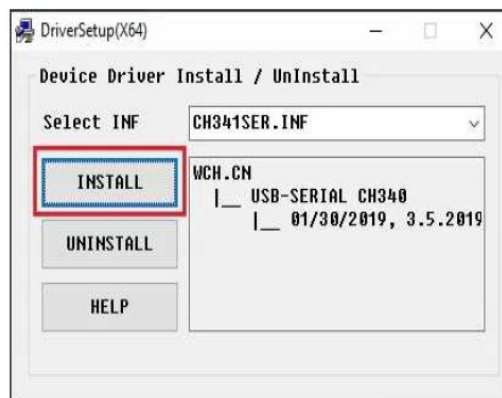 DriverSetup(X64)
Device Driver Install / UnInstall
Select INF
CH341SER.INF
INSTALL
UNINSTALL
HELP
WCH.CN
|__ USB-SERIAL CH340
|__ 01/30/2019, 3.5.2019